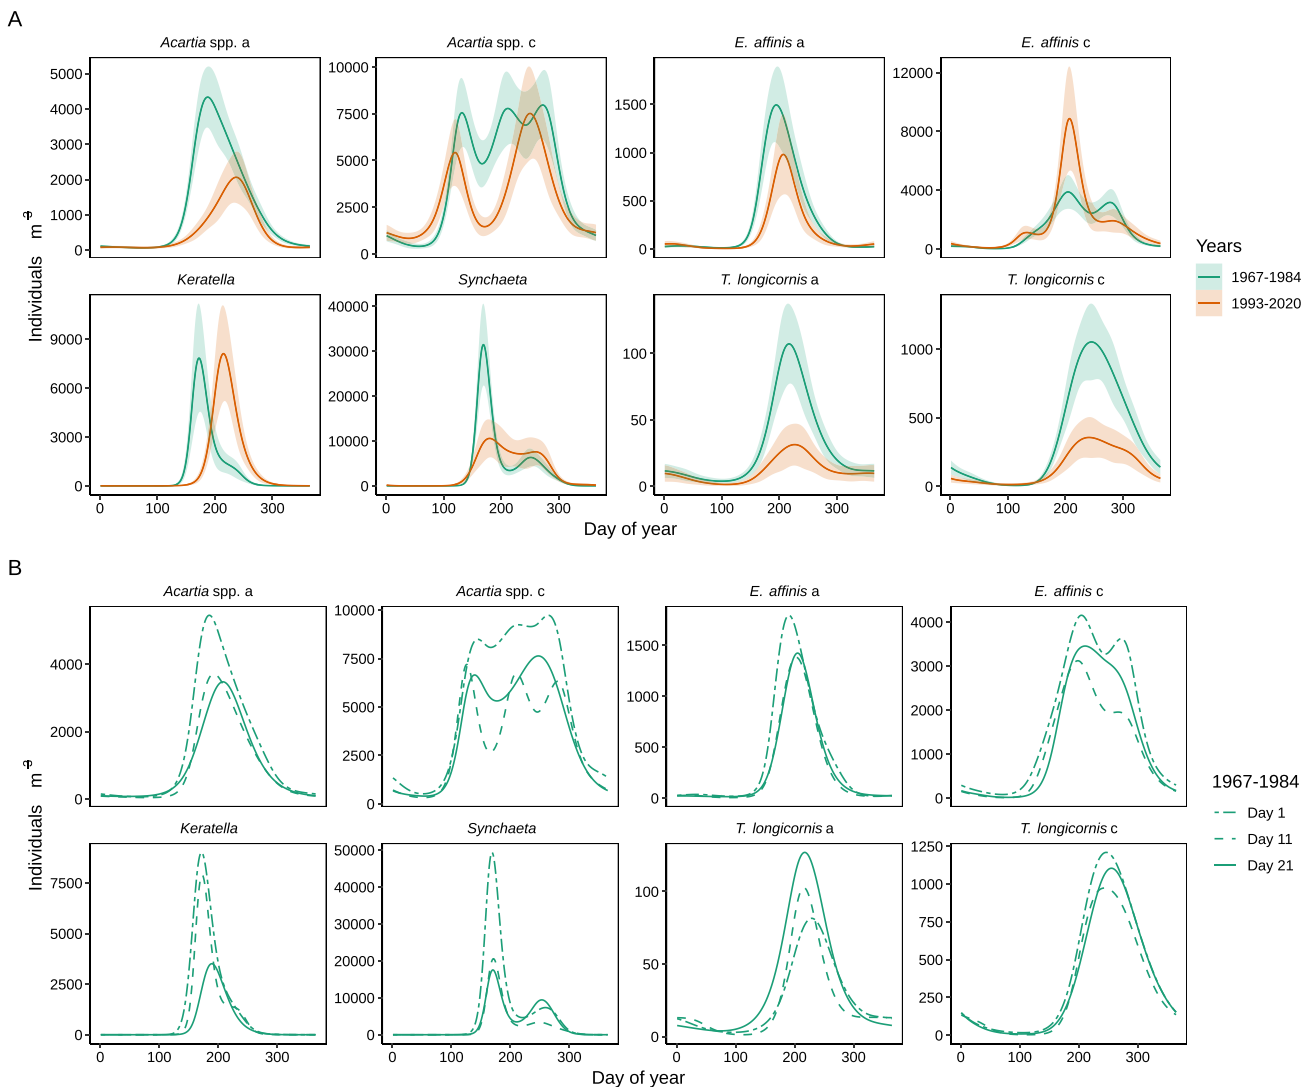 A
Acartia spp. a
Acartia spp. c
E. affinis a
E. affinis c
5000
4000
3000
2000
1000
0
10000
7500
5000
2500
0
1500
1000
500
0
12000
8000
4000
0
Individuals m⁻³
Keratella
Synchaeta
T. longicornis a
T. longicornis c
9000
6000
3000
0
40000
30000
20000
10000
0
100
50
0
1000
500
0
0 100 200 300
0 100 200 300
0 100 200 300
0 100 200 300
Day of year
Years
1967-1984
1993-2020
B
Acartia spp. a
Acartia spp. c
E. affinis a
E. affinis c
4000
2000
0
10000
7500
5000
2500
0
1500
1000
500
0
4000
3000
2000
1000
0
Individuals m⁻³
Keratella
Synchaeta
T. longicornis a
T. longicornis c
7500
5000
2500
0
50000
40000
30000
20000
10000
0
100
50
0
1250
1000
750
500
250
0
0 100 200 300
0 100 200 300
0 100 200 300
0 100 200 300
Day of year
1967-1984
Day 1
Day 11
Day 21